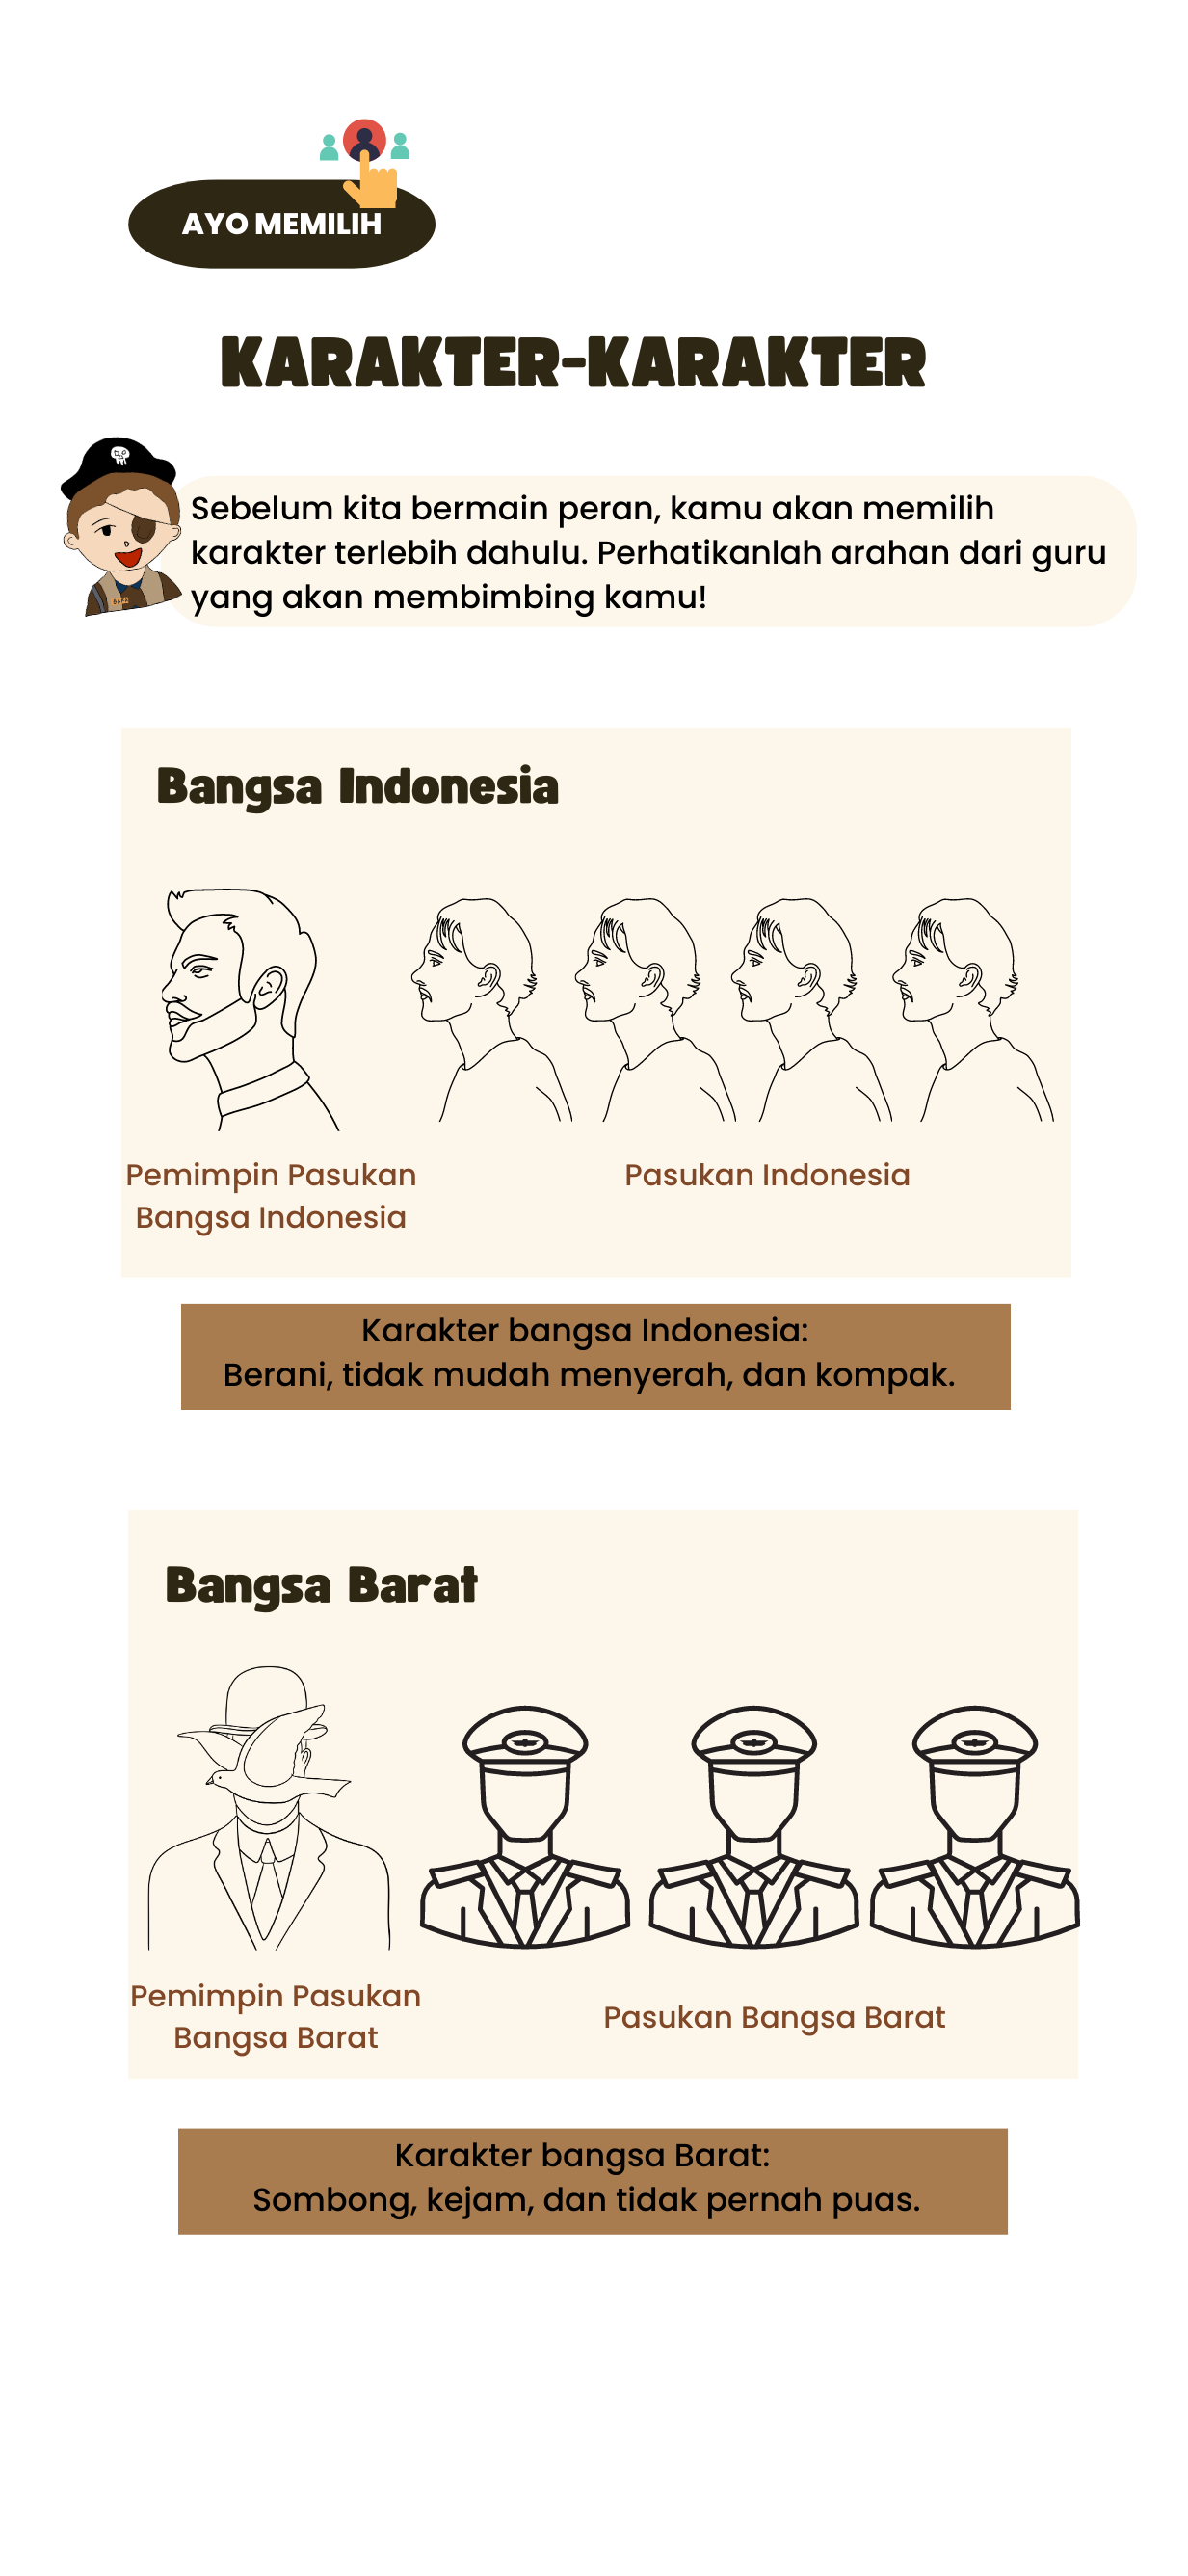 AYO MEMILIH
KARAKTER-KARAKTER
Sebelum kita bermain peran, kamu akan memilih
karakter terlebih dahulu. Perhatikanlah arahan dari guru
yang akan membimbing kamu!
Bangsa Indonesia
Pemimpin Pasukan
Bangsa Indonesia
Pasukan Indonesia
Karakter bangsa Indonesia:
Berani, tidak mudah menyerah, dan kompak.
Bangsa Barat
Pemimpin Pasukan
Bangsa Barat
Pasukan Bangsa Barat
Karakter bangsa Barat:
Sombong, kejam, dan tidak pernah puas.